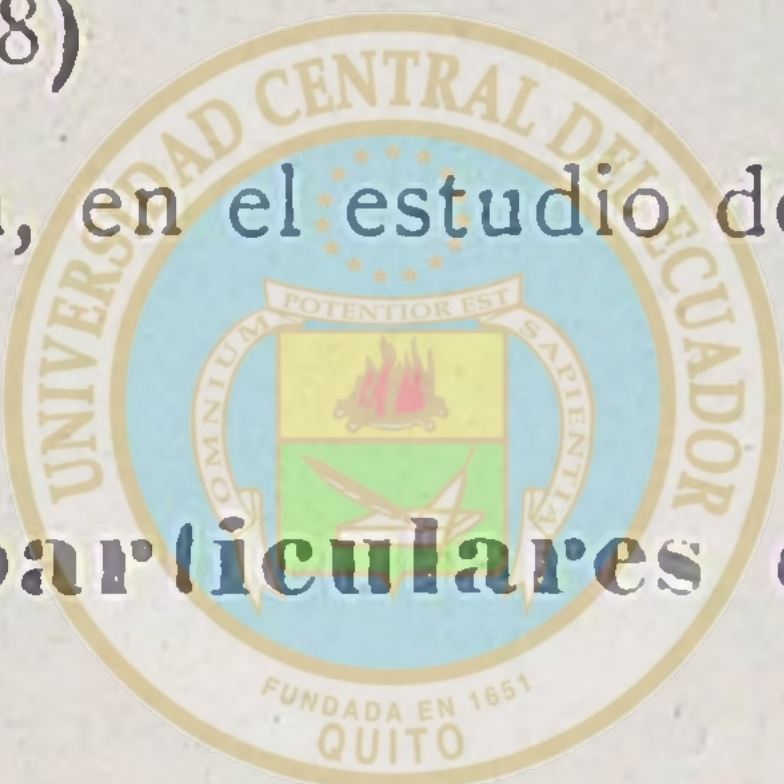 8)
, en el estudio de
particulares
UNIVERSIDAD CENTRAL DEL ECUADOR
OMNIUM POTENTIOR EST SAPIENTIA
FUNDADA EN 1651
QUITO